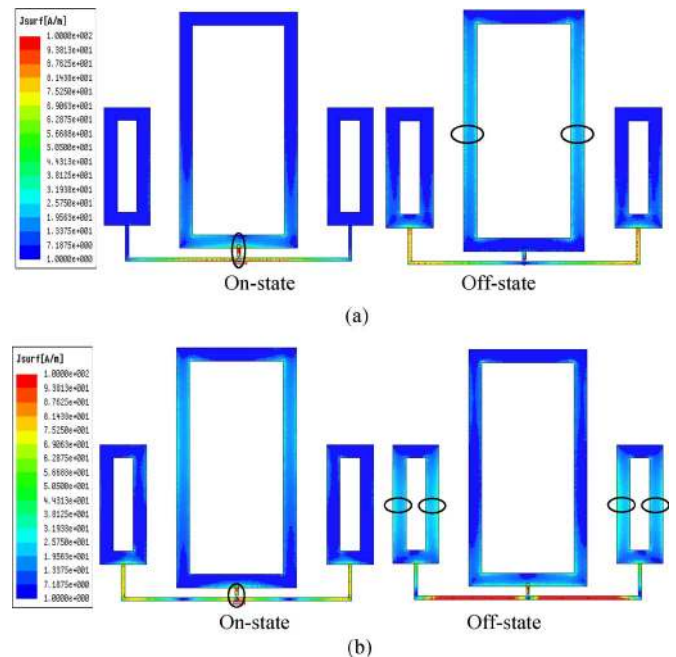 Jsurf[A/m]
1.0000e+002
9.3813e+001
8.7625e+001
8.1438e+001
7.5250e+001
6.9063e+001
6.2875e+001
5.6688e+001
5.0500e+001
4.4313e+001
3.8125e+001
3.1938e+001
2.5750e+001
1.9563e+001
1.3375e+001
7.1875e+000
1.0000e+000
On-state
Off-state
(a)
Jsurf[A/m]
1.0000e+002
9.3813e+001
8.7625e+001
8.1438e+001
7.5250e+001
6.9063e+001
6.2875e+001
5.6688e+001
5.0500e+001
4.4313e+001
3.8125e+001
3.1938e+001
2.5750e+001
1.9563e+001
1.3375e+001
7.1875e+000
1.0000e+000
On-state
Off-state
(b)